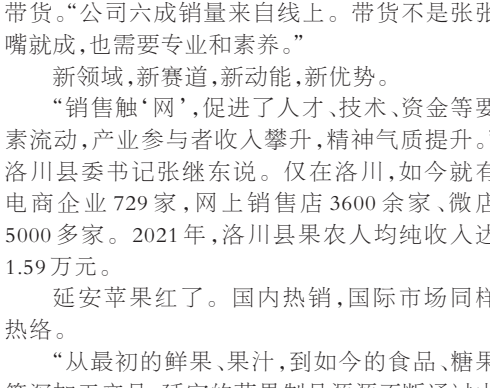 带货。“公司六成销量来自线上。带货不是张张
嘴就成,也需要专业和素养。”
新领域,新赛道,新动能,新优势。
“销售触‘网’,促进了人才、技术、资金等要
素流动,产业参与者收入攀升,精神气质提升。”
洛川县委书记张继东说。仅在洛川,如今就有
电商企业729家,网上销售店3600余家、微店
5000多家。2021年,洛川县果农人均纯收入达
1.59万元。
延安苹果红了。国内热销,国际市场同样
热络。
“从最初的鲜果、果汁,到如今的食品、糖果